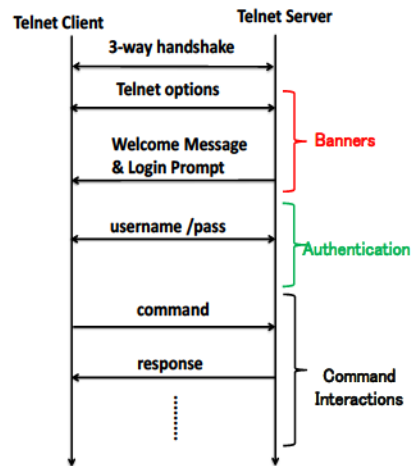 Telnet Client
Telnet Server
3-way handshake
Telnet options
Welcome Message
& Login Prompt
Banners
username /pass
Authentication
command
response
Command
Interactions